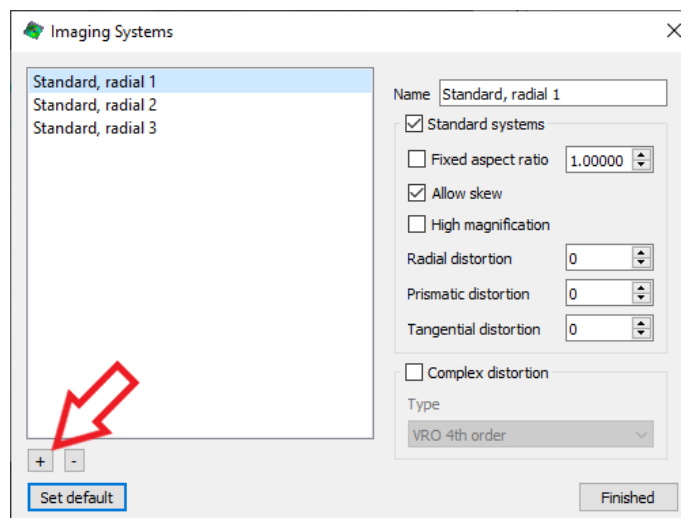 Imaging Systems
Standard, radial 1
Standard, radial 2
Standard, radial 3
+ -
Set default
Name Standard, radial 1
Standard systems
Fixed aspect ratio 1.00000
Allow skew
High magnification
Radial distortion 0
Prismatic distortion 0
Tangential distortion 0
Complex distortion
Type
VRO 4th order
Finished